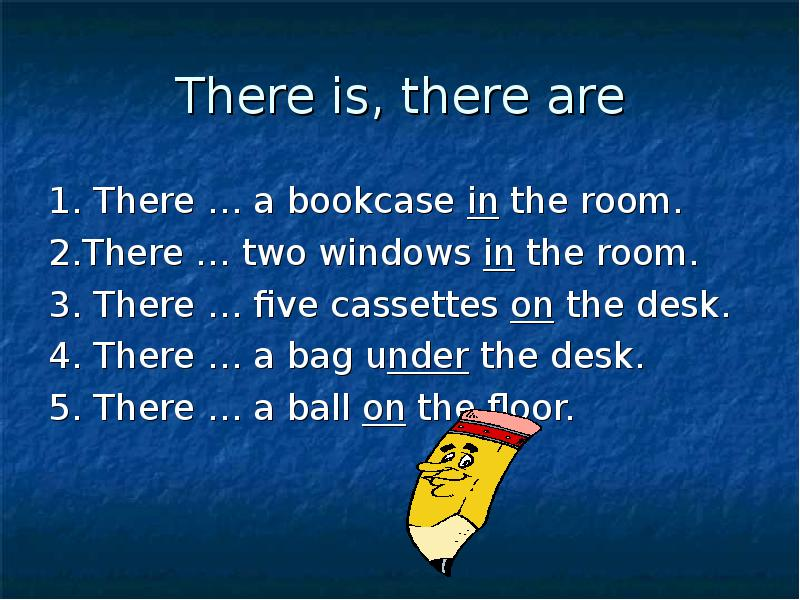 There is, there are
1. There … a bookcase in the room.
2.There … two windows in the room.
3. There … five cassettes on the desk.
4. There … a bag under the desk.
5. There … a ball on the floor.